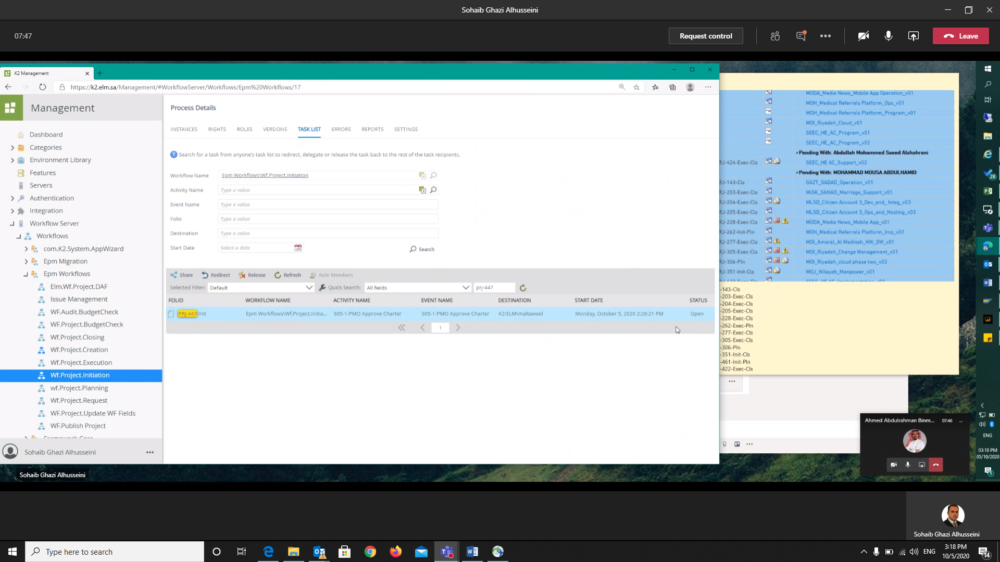 Sohaib Ghazi Alhusseini
07:47
Request control
Leave
K2 Management
https://k2.elm.sa/Management/#WorkflowServer/Workflows/Epm%20Workflows/17
Management
Dashboard
Categories
Environment Library
Features
Servers
Authentication
Integration
Workflow Server
Workflows
com.K2.System.AppWizard
Epm Migration
Epm Workflows
Elm.Wf.Project.DAF
Issue Management
WF.Audit.BudgetCheck
WF.Project.BudgetCheck
Wf.Project.Closing
Wf.Project.Creation
Wf.Project.Execution
Wf.Project.Initiation
wf.Project.Planning
Wf.Project.Request
WF.Project.Update WF Fields
WF.Publish Project
Sohaib Ghazi Alhusseini
Process Details
INSTANCES RIGHTS ROLES VERSIONS TASK LIST ERRORS REPORTS SETTINGS
Search for a task from anyone's task list to redirect, delegate or release the task back to the rest of the task recipients.
Workflow Name Epm Workflows\Wf.Project.Initiation
Activity Name Type a value
Event Name Type a value
Folio Type a value
Destination Type a value
Start Date Select a date Search
Share Redirect Release Refresh Role Members
Selected Filter: Default Quick Search: All fields prj-447
FOLIO WORKFLOW NAME ACTIVITY NAME EVENT NAME DESTINATION START DATE STATUS
PRJ-447-Init Epm Workflows\Wf.Project.Initia... S05-1-PMO Approve Charter S05-1-PMO Approve Charter K2:ELM\maltaweel Monday, October 5, 2020 2:26:21 PM Open
1
MODA_Media News_Mobile App Operation_v01
MOH_Medical Referrals Platform_Ops_v01
MOH_Medical Referrals Platform_Program_v01
MOI_Riyadah_Cloud_v01
SEEC_HE_AC_Program_v01
SEEC_HE_AC_Program_v02
Pending With: Abdullah Mohammed Saeed Alshahrani
RJ-424-Exec-Cls SEEC_HE AC_Support_v02
Pending With: MOHAMMAD MOUSA ABDULHAMID
RJ-143-Cls GAZT_SADAD_Operation_v01
RJ-203-Exec-Cls MiSK_SANAD_Marriage_Support_v01
RJ-204-Exec-Cls MLSD_Citizen Account 3_Dev_and_ Integ_v03
RJ-205-Exec-Cls MLSD_Citizen Account 3_Ops_and_Hosting_v03
RJ-228-Exec-Cls MODA_Media News_Mobile App_v01
RJ-262-Init-Pln MOH_Medical Referrals Platform_Imp_v01
RJ-277-Exec-Cls MOI_Amarat_Al Madinah_HW_SW_v01
RJ-305-Exec-Cls MOI_Riyadah_Change Management_v01
RJ-306-Pln MOI_Riyadah_cloud phase two_v02
RJ-351-Init-Cls MOJ_Wilayah_Manpower_v01
-143-Cls
-203-Exec-Cls
-204-Exec-Cls
-205-Exec-Cls
-228-Exec-Cls
-262-Exec-Pln
-277-Exec-Cls
-305-Exec-Cls
-306-Pln
-351-Init-Cls
-461-Init-Pln
-422-Exec-Cls
Ahmed Abdulrahman Binm... 07:46
28
ENG
03:18 PM
05/10/2020
1
Sohaib Ghazi Alhusseini
Sohaib Ghazi Alhusseini
Type here to search
ENG
3:18 PM
10/5/2020
14